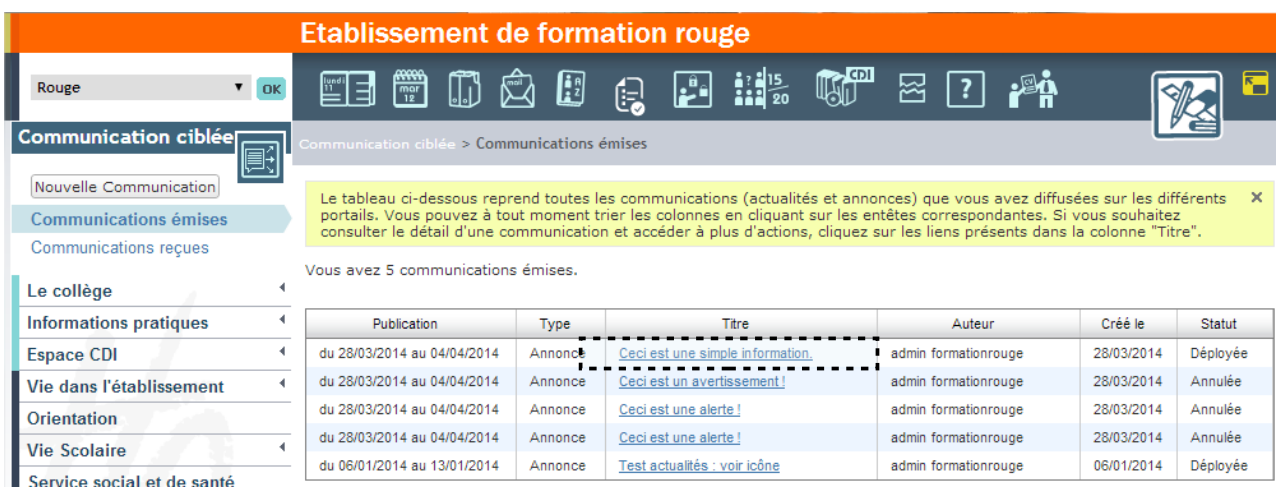 Etablissement de formation rouge
Rouge
OK
lundi
11
mar
12
mail
A
Z
15
20
CDI
?
CV
Communication ciblée
Communication ciblée > Communications émises
Nouvelle Communication
Communications émises
Communications reçues
Le collège
Informations pratiques
Espace CDI
Vie dans l'établissement
Orientation
Vie Scolaire
Service social et de santé
Le tableau ci-dessous reprend toutes les communications (actualités et annonces) que vous avez diffusées sur les différents
portails. Vous pouvez à tout moment trier les colonnes en cliquant sur les entêtes correspondantes. Si vous souhaitez
consulter le détail d'une communication et accéder à plus d'actions, cliquez sur les liens présents dans la colonne "Titre".
Vous avez 5 communications émises.
Publication Type Titre Auteur Créé le Statut
du 28/03/2014 au 04/04/2014 Annonce Ceci est une simple information. admin formationrouge 28/03/2014 Déployée
du 28/03/2014 au 04/04/2014 Annonce Ceci est un avertissement ! admin formationrouge 28/03/2014 Annulée
du 28/03/2014 au 04/04/2014 Annonce Ceci est une alerte ! admin formationrouge 28/03/2014 Annulée
du 28/03/2014 au 04/04/2014 Annonce Ceci est une alerte ! admin formationrouge 28/03/2014 Annulée
du 06/01/2014 au 13/01/2014 Annonce Test actualités : voir icône admin formationrouge 06/01/2014 Déployée